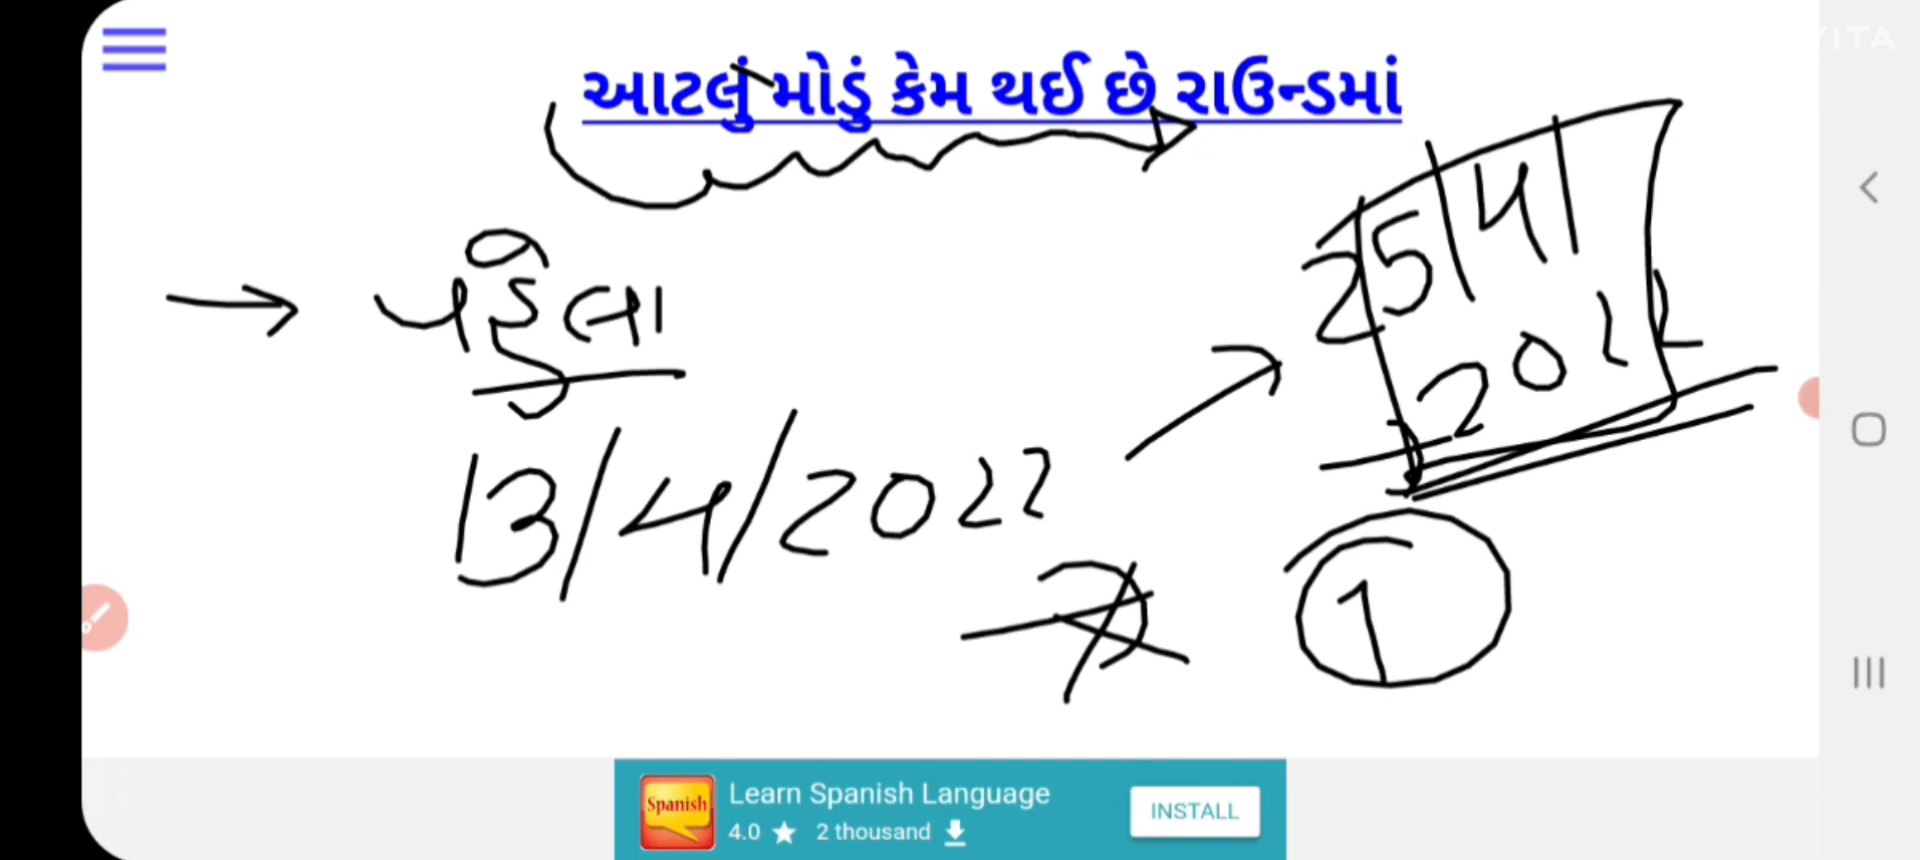 VITA
આટલું મોડું કેમ થઈ છે રાઉન્ડમાં
પહેલા
13/4/2022
25/4/
2022
1
Spanish
Learn Spanish Language
4.0 ★ 2 thousand
INSTALL